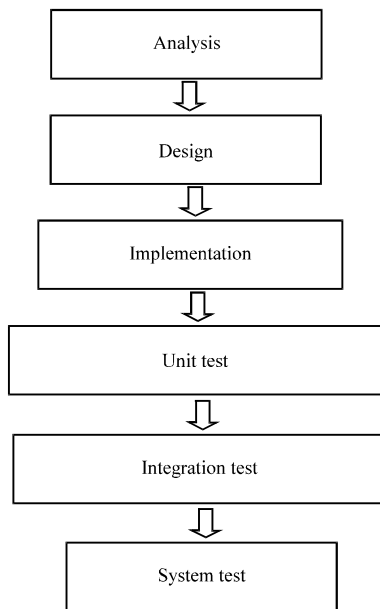 Analysis
Design
Implementation
Unit test
Integration test
System test